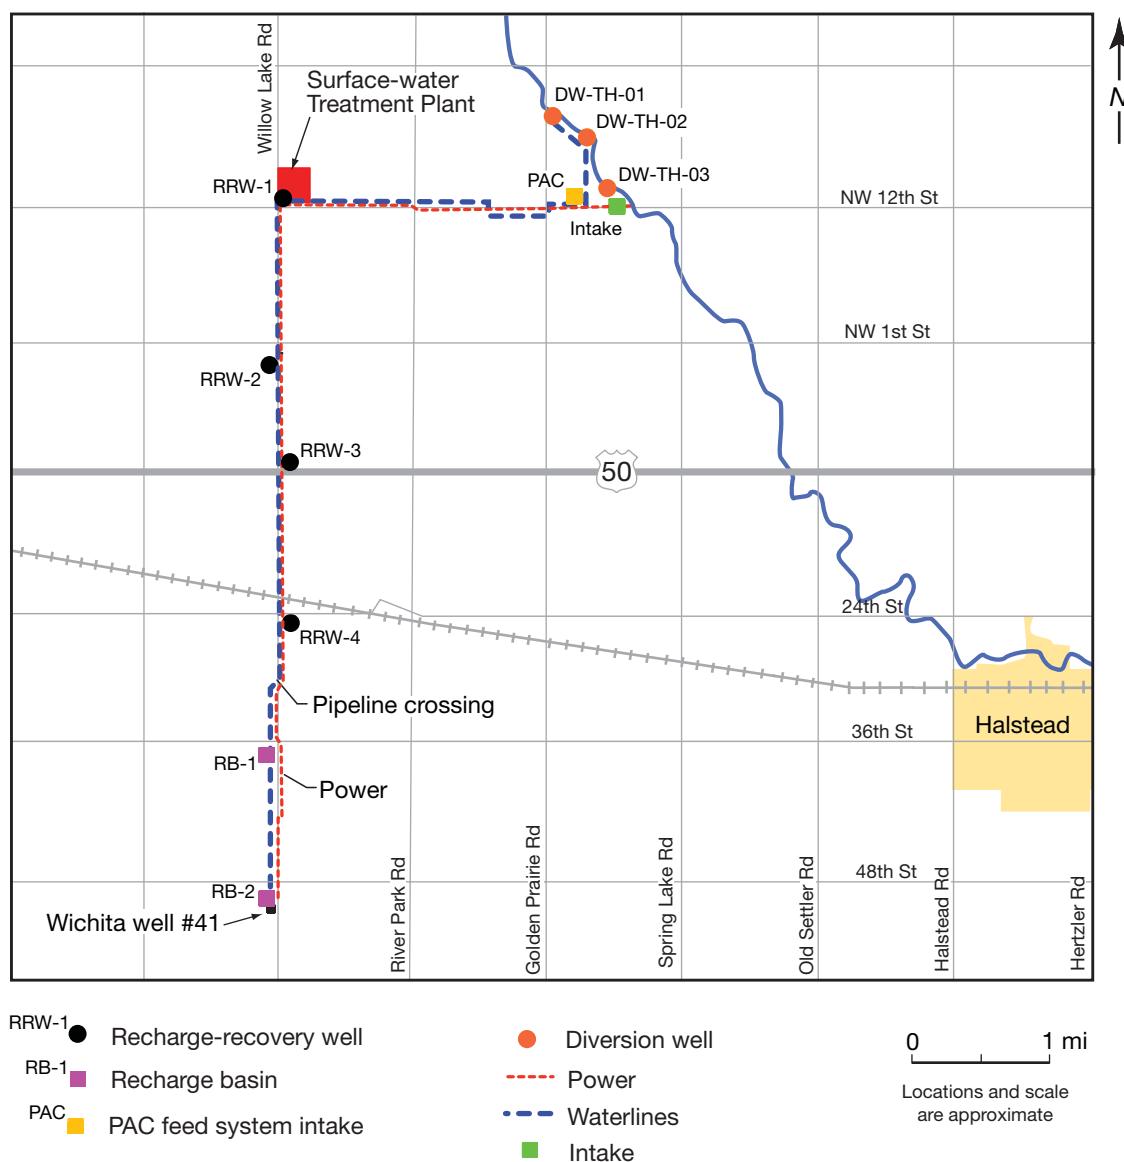 Willow Lake Rd
Surface-water
Treatment Plant
DW-TH-01
DW-TH-02
DW-TH-03
N
RRW-1
PAC
NW 12th St
Intake
NW 1st St
RRW-2
RRW-3
50
24th St
RRW-4
Pipeline crossing
Halstead
36th St
RB-1
Power
River Park Rd
Golden Prairie Rd
Spring Lake Rd
Old Settler Rd
48th St
Halstead Rd
Hertzler Rd
RB-2
Wichita well #41
RRW-1
Recharge-recovery well
RB-1
Recharge basin
PAC
PAC feed system intake
Diversion well
Power
Waterlines
Intake
0 1 mi
Locations and scale
are approximate